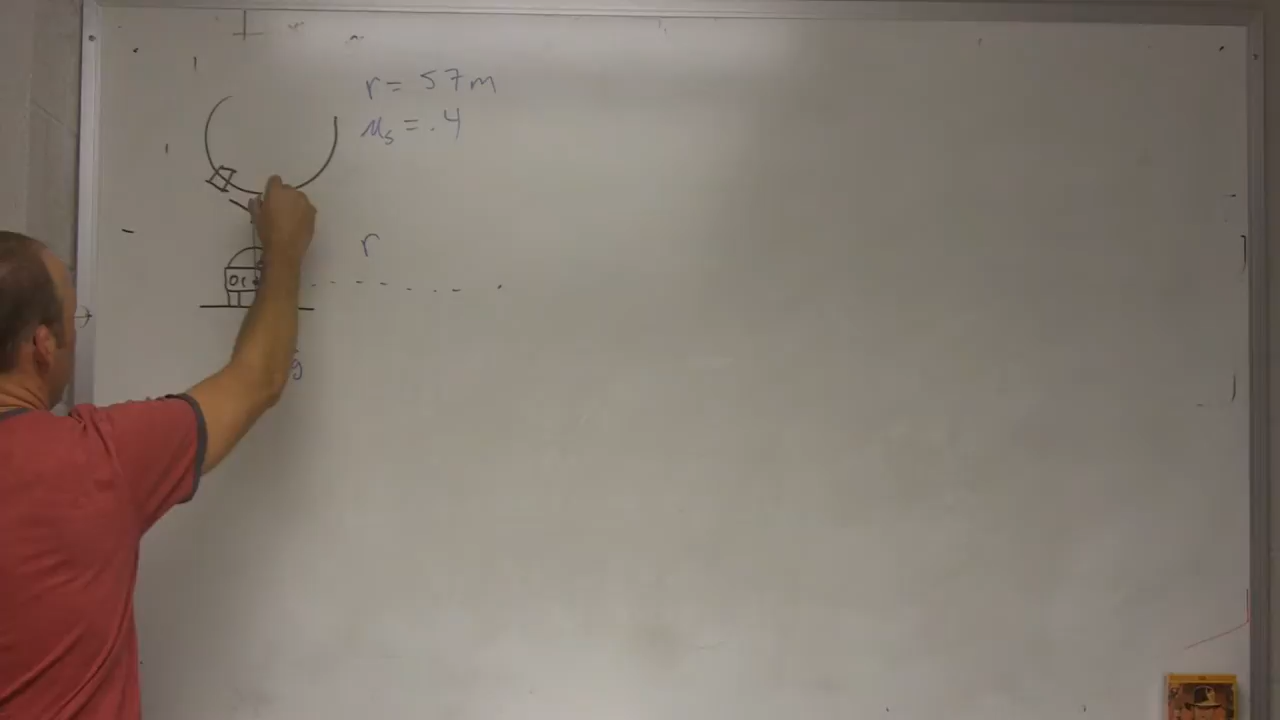 r = 57m
μs = .4
r
g